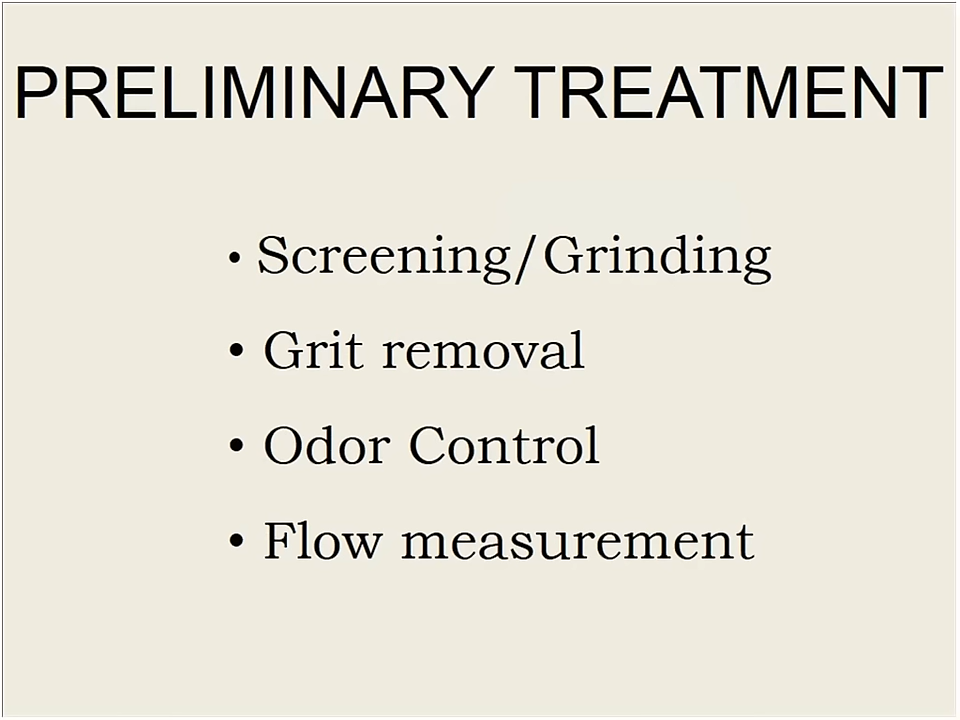 PRELIMINARY TREATMENT
• Screening/Grinding
• Grit removal
• Odor Control
• Flow measurement